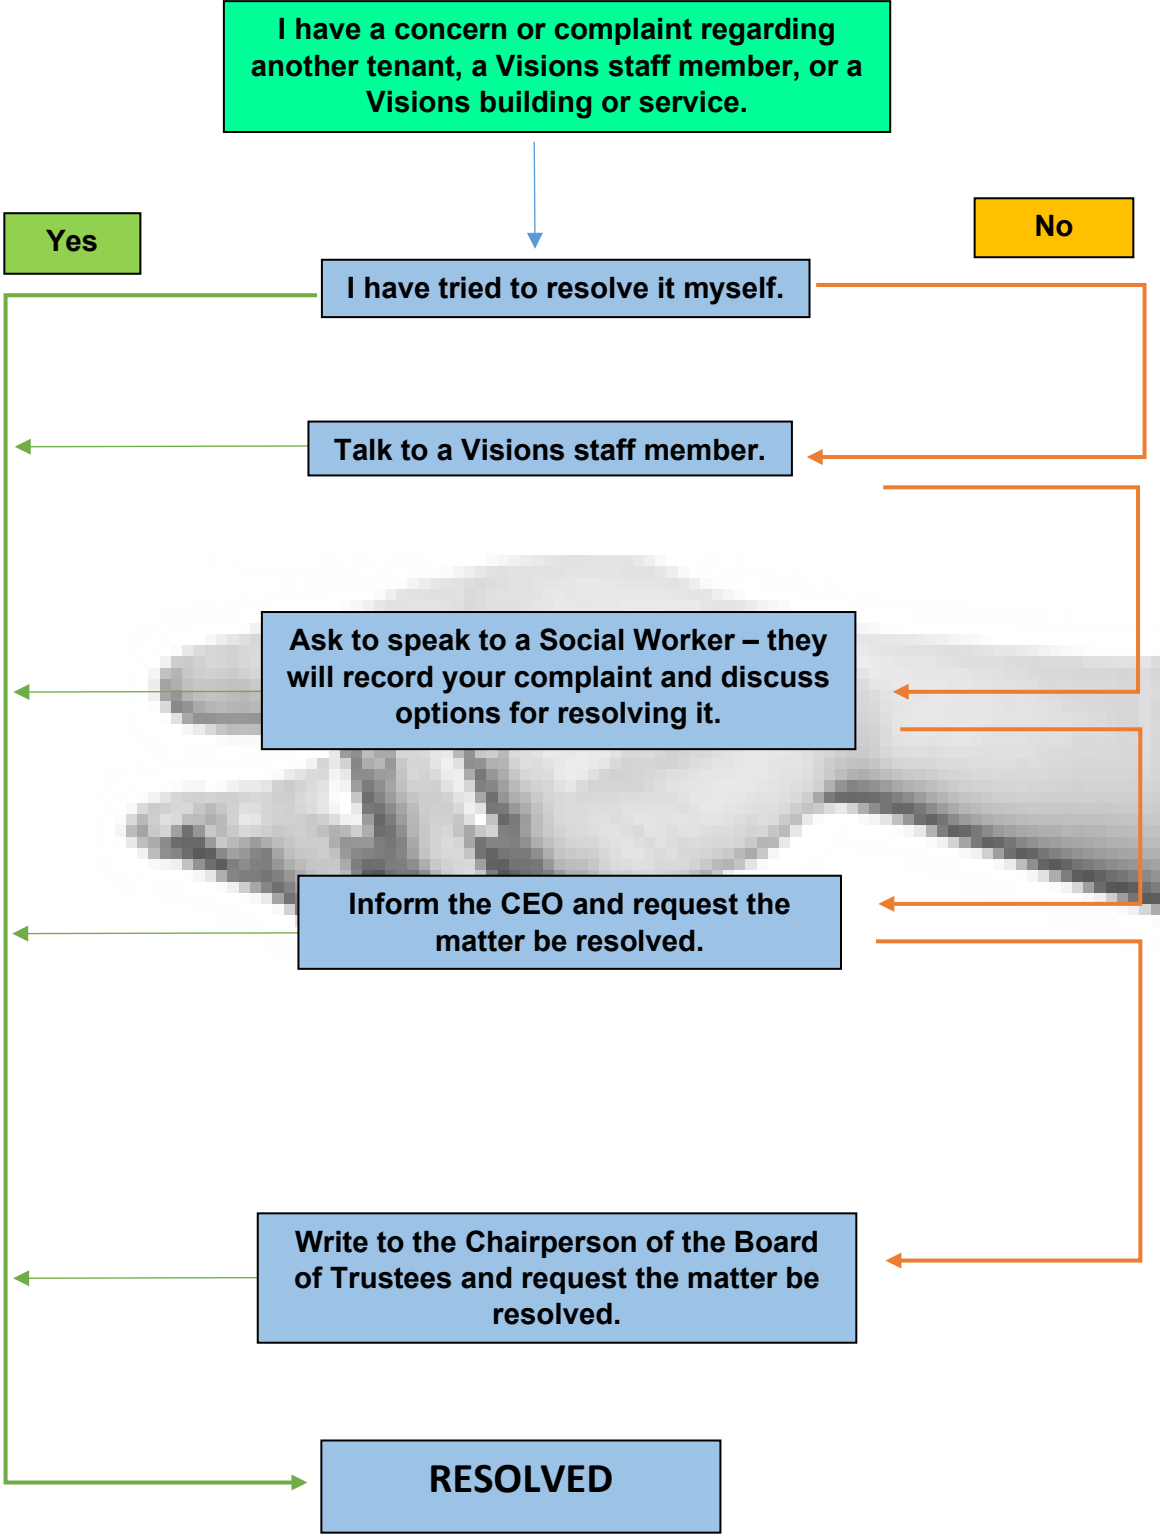 I have a concern or complaint regarding
another tenant, a Visions staff member, or a
Visions building or service.
Yes
No
I have tried to resolve it myself.
Talk to a Visions staff member.
Ask to speak to a Social Worker – they
will record your complaint and discuss
options for resolving it.
Inform the CEO and request the
matter be resolved.
Write to the Chairperson of the Board
of Trustees and request the matter be
resolved.
RESOLVED